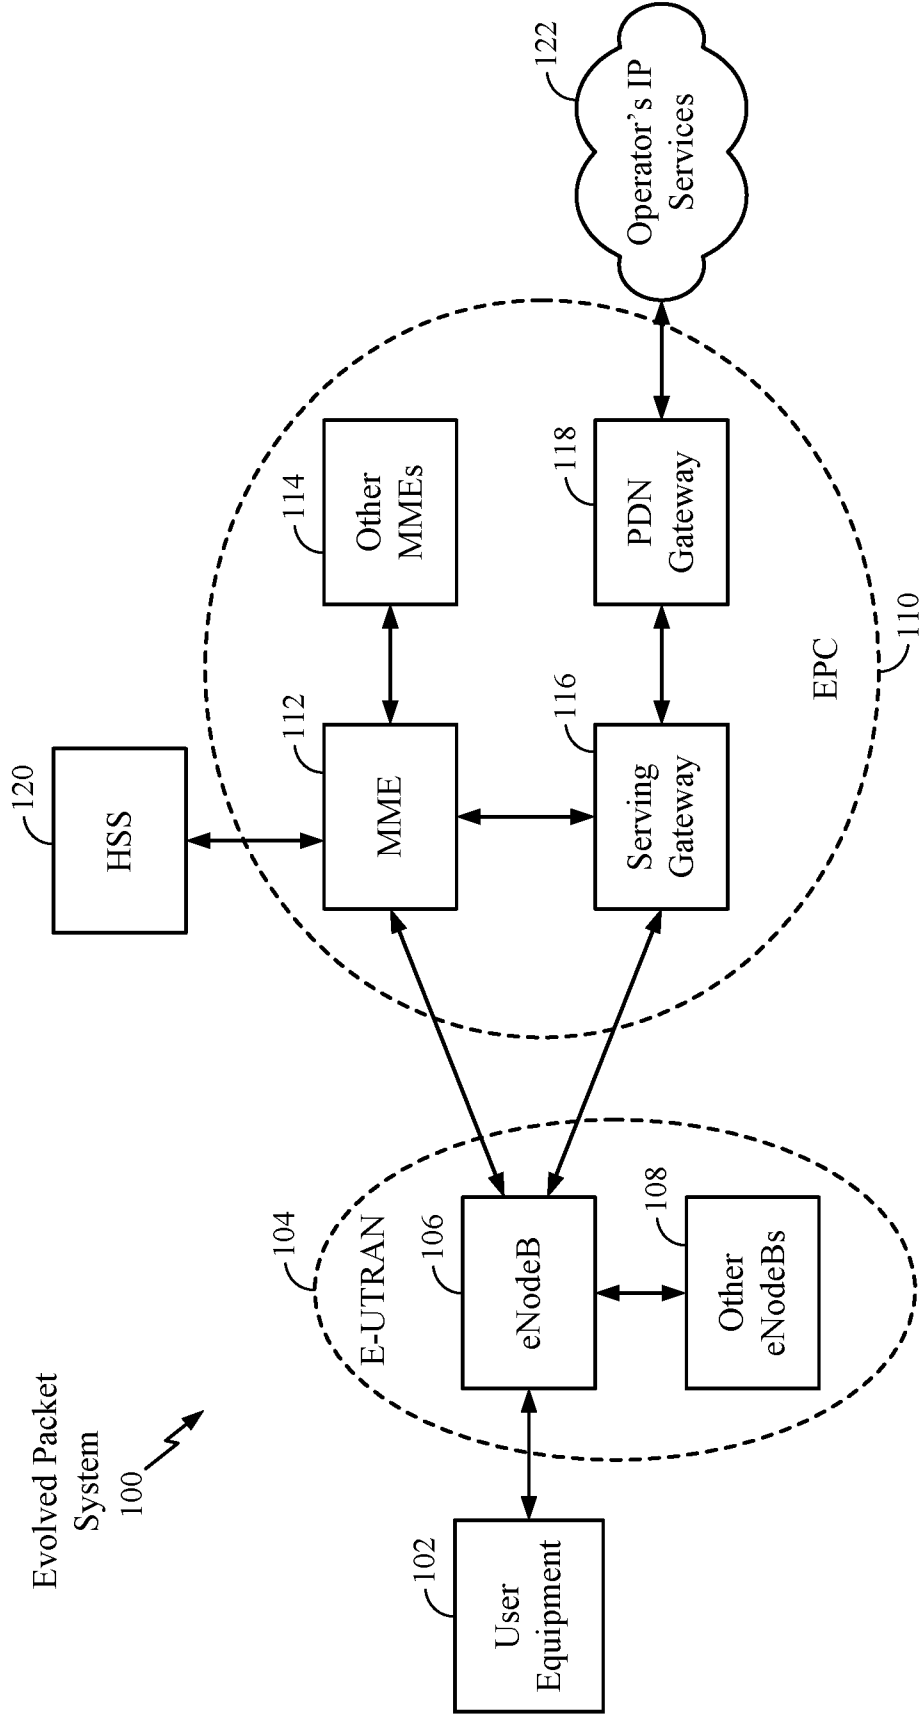 Evolved Packet
System
100
120
HSS
104
E-UTRAN
112
MME
114
Other
MMEs
102
User
Equipment
106
eNodeB
108
Other
eNodeBs
116
Serving
Gateway
118
PDN
Gateway
122
Operator's IP
Services
EPC
110